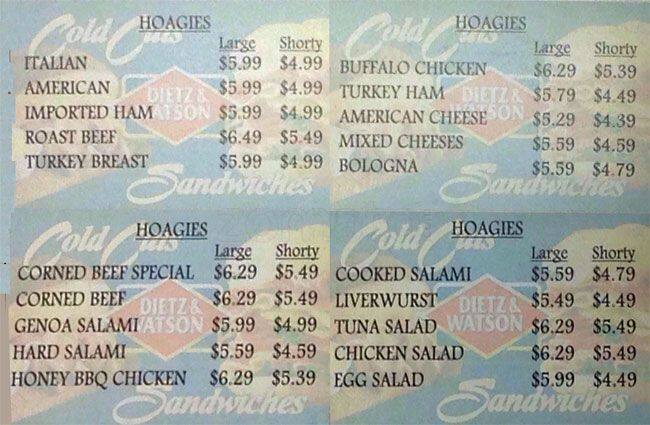 HOAGIES
Large Shorty
ITALIAN $5.99 $4.99
AMERICAN $5.99 $4.99
IMPORTED HAM $5.99 $4.99
ROAST BEEF $6.49 $5.49
TURKEY BREAST $5.99 $4.99
Cold Cuts
DIETZ &
WATSON
Sandwiches
HOAGIES
Large Shorty
BUFFALO CHICKEN $6.29 $5.39
TURKEY HAM $5.79 $4.49
AMERICAN CHEESE $5.29 $4.39
MIXED CHEESES $5.59 $4.59
BOLOGNA $5.59 $4.79
Cold Cuts
DIETZ &
WATSON
Sandwiches
HOAGIES
Large Shorty
CORNED BEEF SPECIAL $6.29 $5.49
CORNED BEEF $6.29 $5.49
GENOA SALAMI $5.99 $4.99
HARD SALAMI $5.59 $4.59
HONEY BBQ CHICKEN $6.29 $5.39
Cold Cuts
DIETZ &
WATSON
Sandwiches
HOAGIES
Large Shorty
COOKED SALAMI $5.59 $4.79
LIVERWURST $5.49 $4.49
TUNA SALAD $6.29 $5.49
CHICKEN SALAD $6.29 $5.49
EGG SALAD $5.99 $4.49
Cold Cuts
DIETZ &
WATSON
Sandwiches